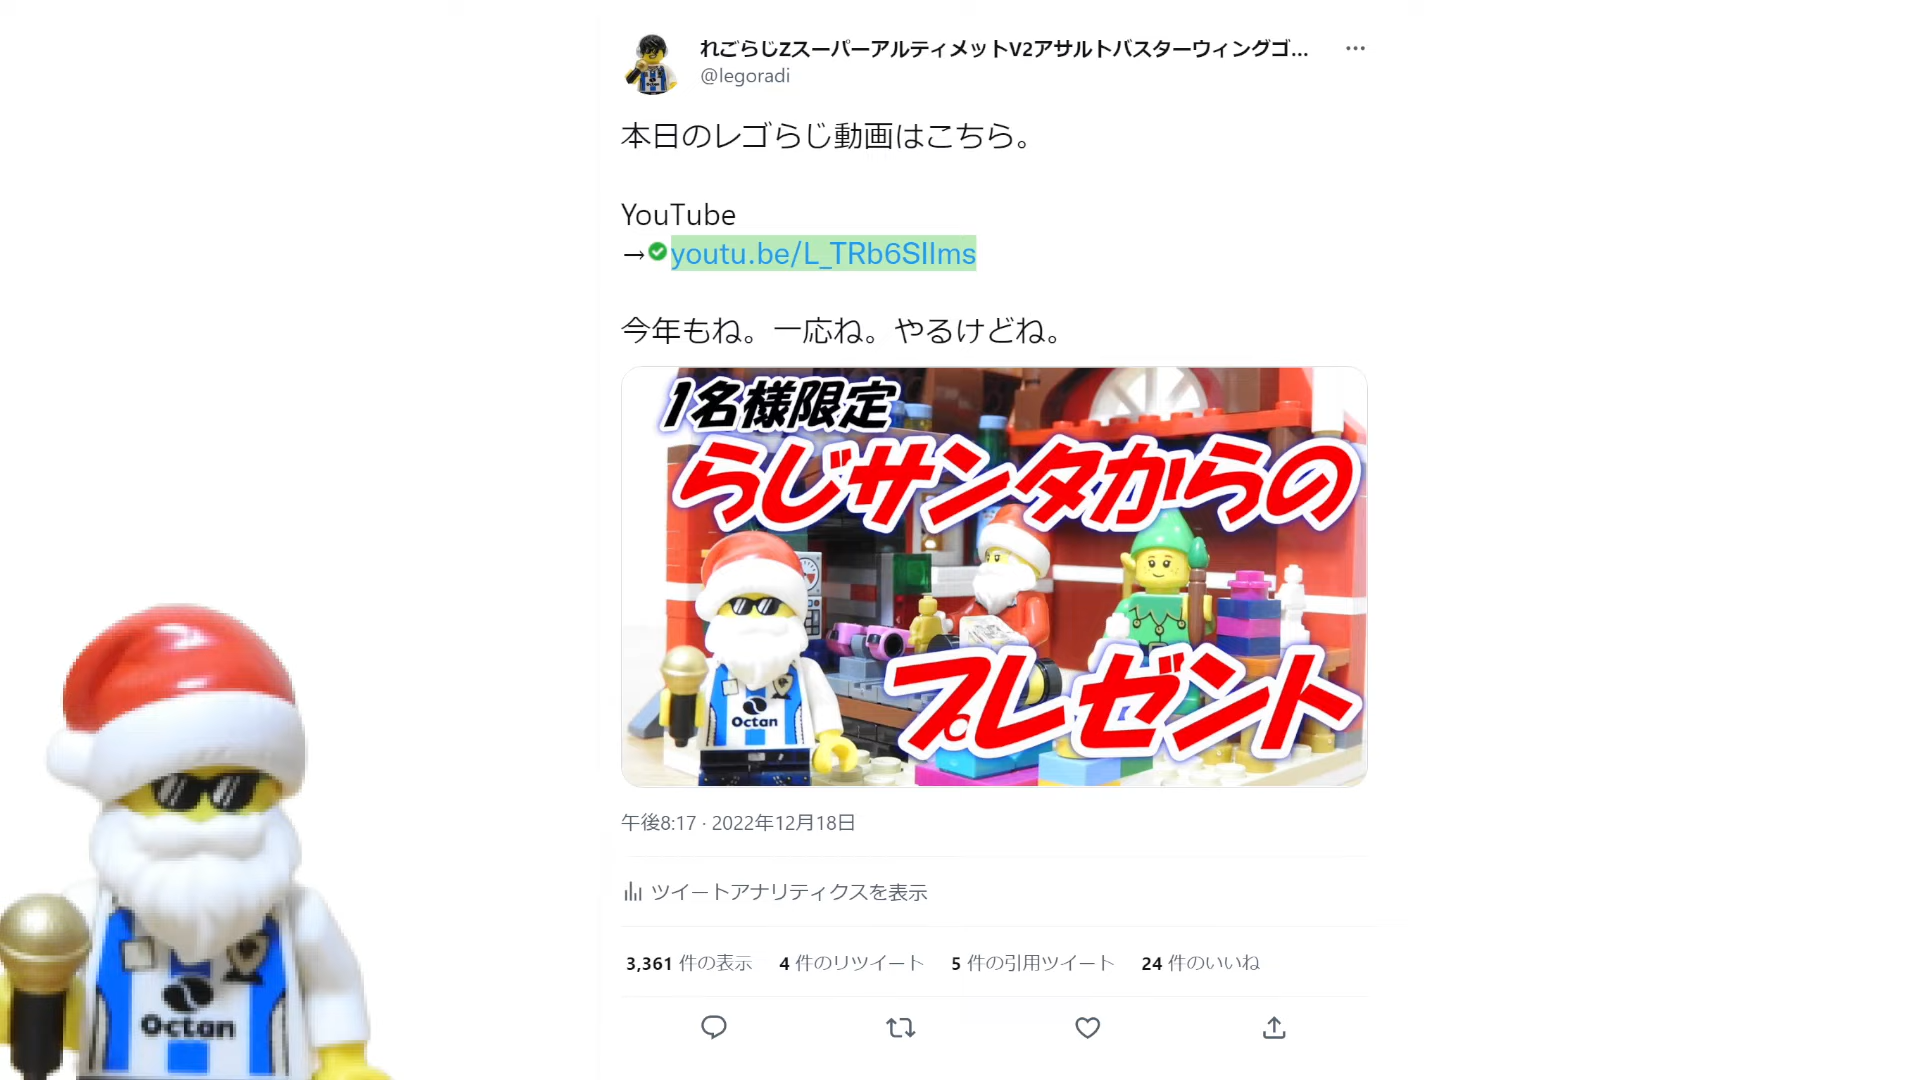 れごらじZスーパーアルティメットV2アサルトバスターウィングゴ...
@legoradi
本日のレゴらじ動画はこちら。
YouTube
→youtu.be/L_TRb6SIIms
今年もね。一応ね。やるけどね。
1名様限定
らじサンタからの
プレゼント
Octan
午後8:17 · 2022年12月18日
ツイートアナリティクスを表示
3,361 件の表示 4 件のリツイート 5 件の引用ツイート 24 件のいいね
Octan